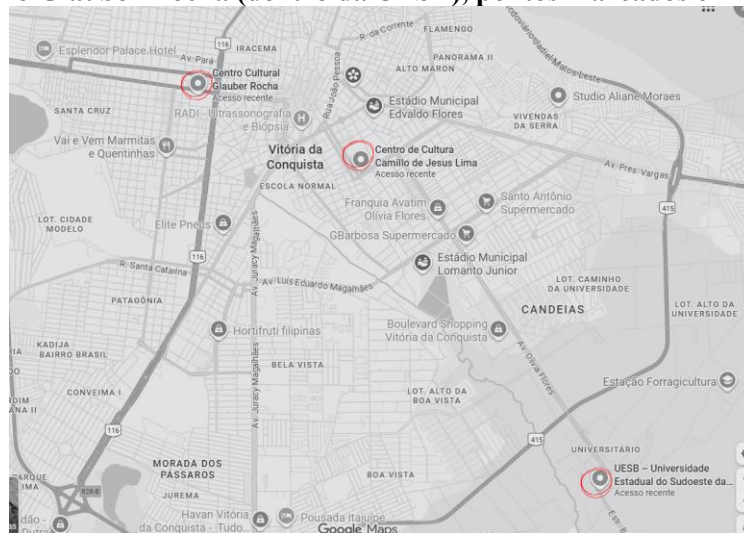 116
IRACEMA
R. da Corrente
FLAMENGO
Esplendor Palace Hotel
Av. Pará
PANORAMA II
ALTO MARON
Rua João Pessoa
Centro Cultural
Glauber Rocha
Acesso recente
Estádio Municipal
Edvaldo Flores
Studio Aliane Moraes
SANTA CRUZ
RADI - Ultrassonografia
e Biópsia
VIVENDAS
DA SERRA
Vai e Vem Marmitas
e Quentinhas
Vitória da
Conquista
Centro de Cultura
Camillo de Jesus Lima
Acesso recente
Av. Pres. Vargas
ESCOLA NORMAL
Franquia Avatim
Olívia Flores
Santo Antônio
Supermercado
415
LOT. CIDADE
MODELO
Elite Pneus
GBarbosa Supermercado
116
Estádio Municipal
Lomanto Junior
R. Santa Catarina
Av. Juracy Magalhães
Av. Luís Eduardo Magalhães
LOT. CAMINHO
DA UNIVERSIDADE
PATAGÔNIA
CANDEIAS
LOT. ALTO DA
UNIVERSIDADE
Hortifruti filipinas
Boulevard Shopping
Vitória da Conquista
Av. Olívia Flores
KADIJA
BAIRRO BRASIL
BELA VISTA
Estação Forragicultura
CONVEIMA I
LOT. ALTO DA
BOA VISTA
Av. Juracy Magalhães
116
415
UNIVERSITÁRIO
MORADA DOS
PÁSSAROS
BOA VISTA
UESB – Universidade
Estadual do Sudoeste da...
Acesso recente
JUREMA
Havan Vitória
da Conquista - Tudo...
Pousada Itajuipe
Google Maps